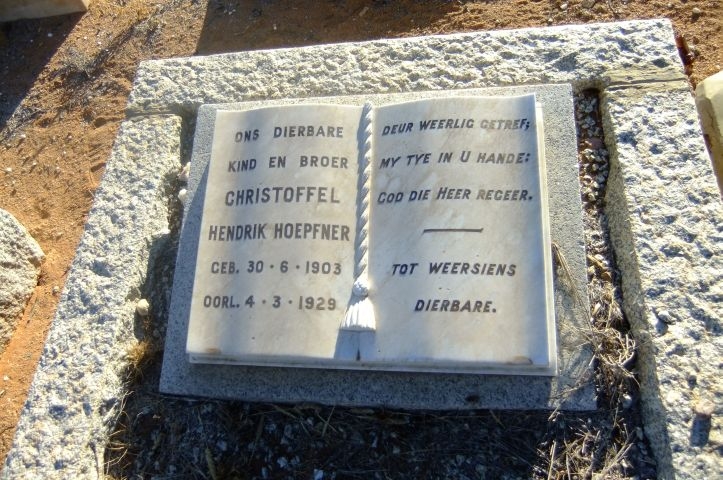 ONS DIERBARE
KIND EN BROER
CHRISTOFFEL
HENDRIK HOEPFNER
GEB. 30 · 6 · 1903
OORL. 4 · 3 · 1929
DEUR WEERLIG GETREF;
MY TYE IN U HANDE:
GOD DIE HEER REGEER.
TOT WEERSIENS
DIERBARE.